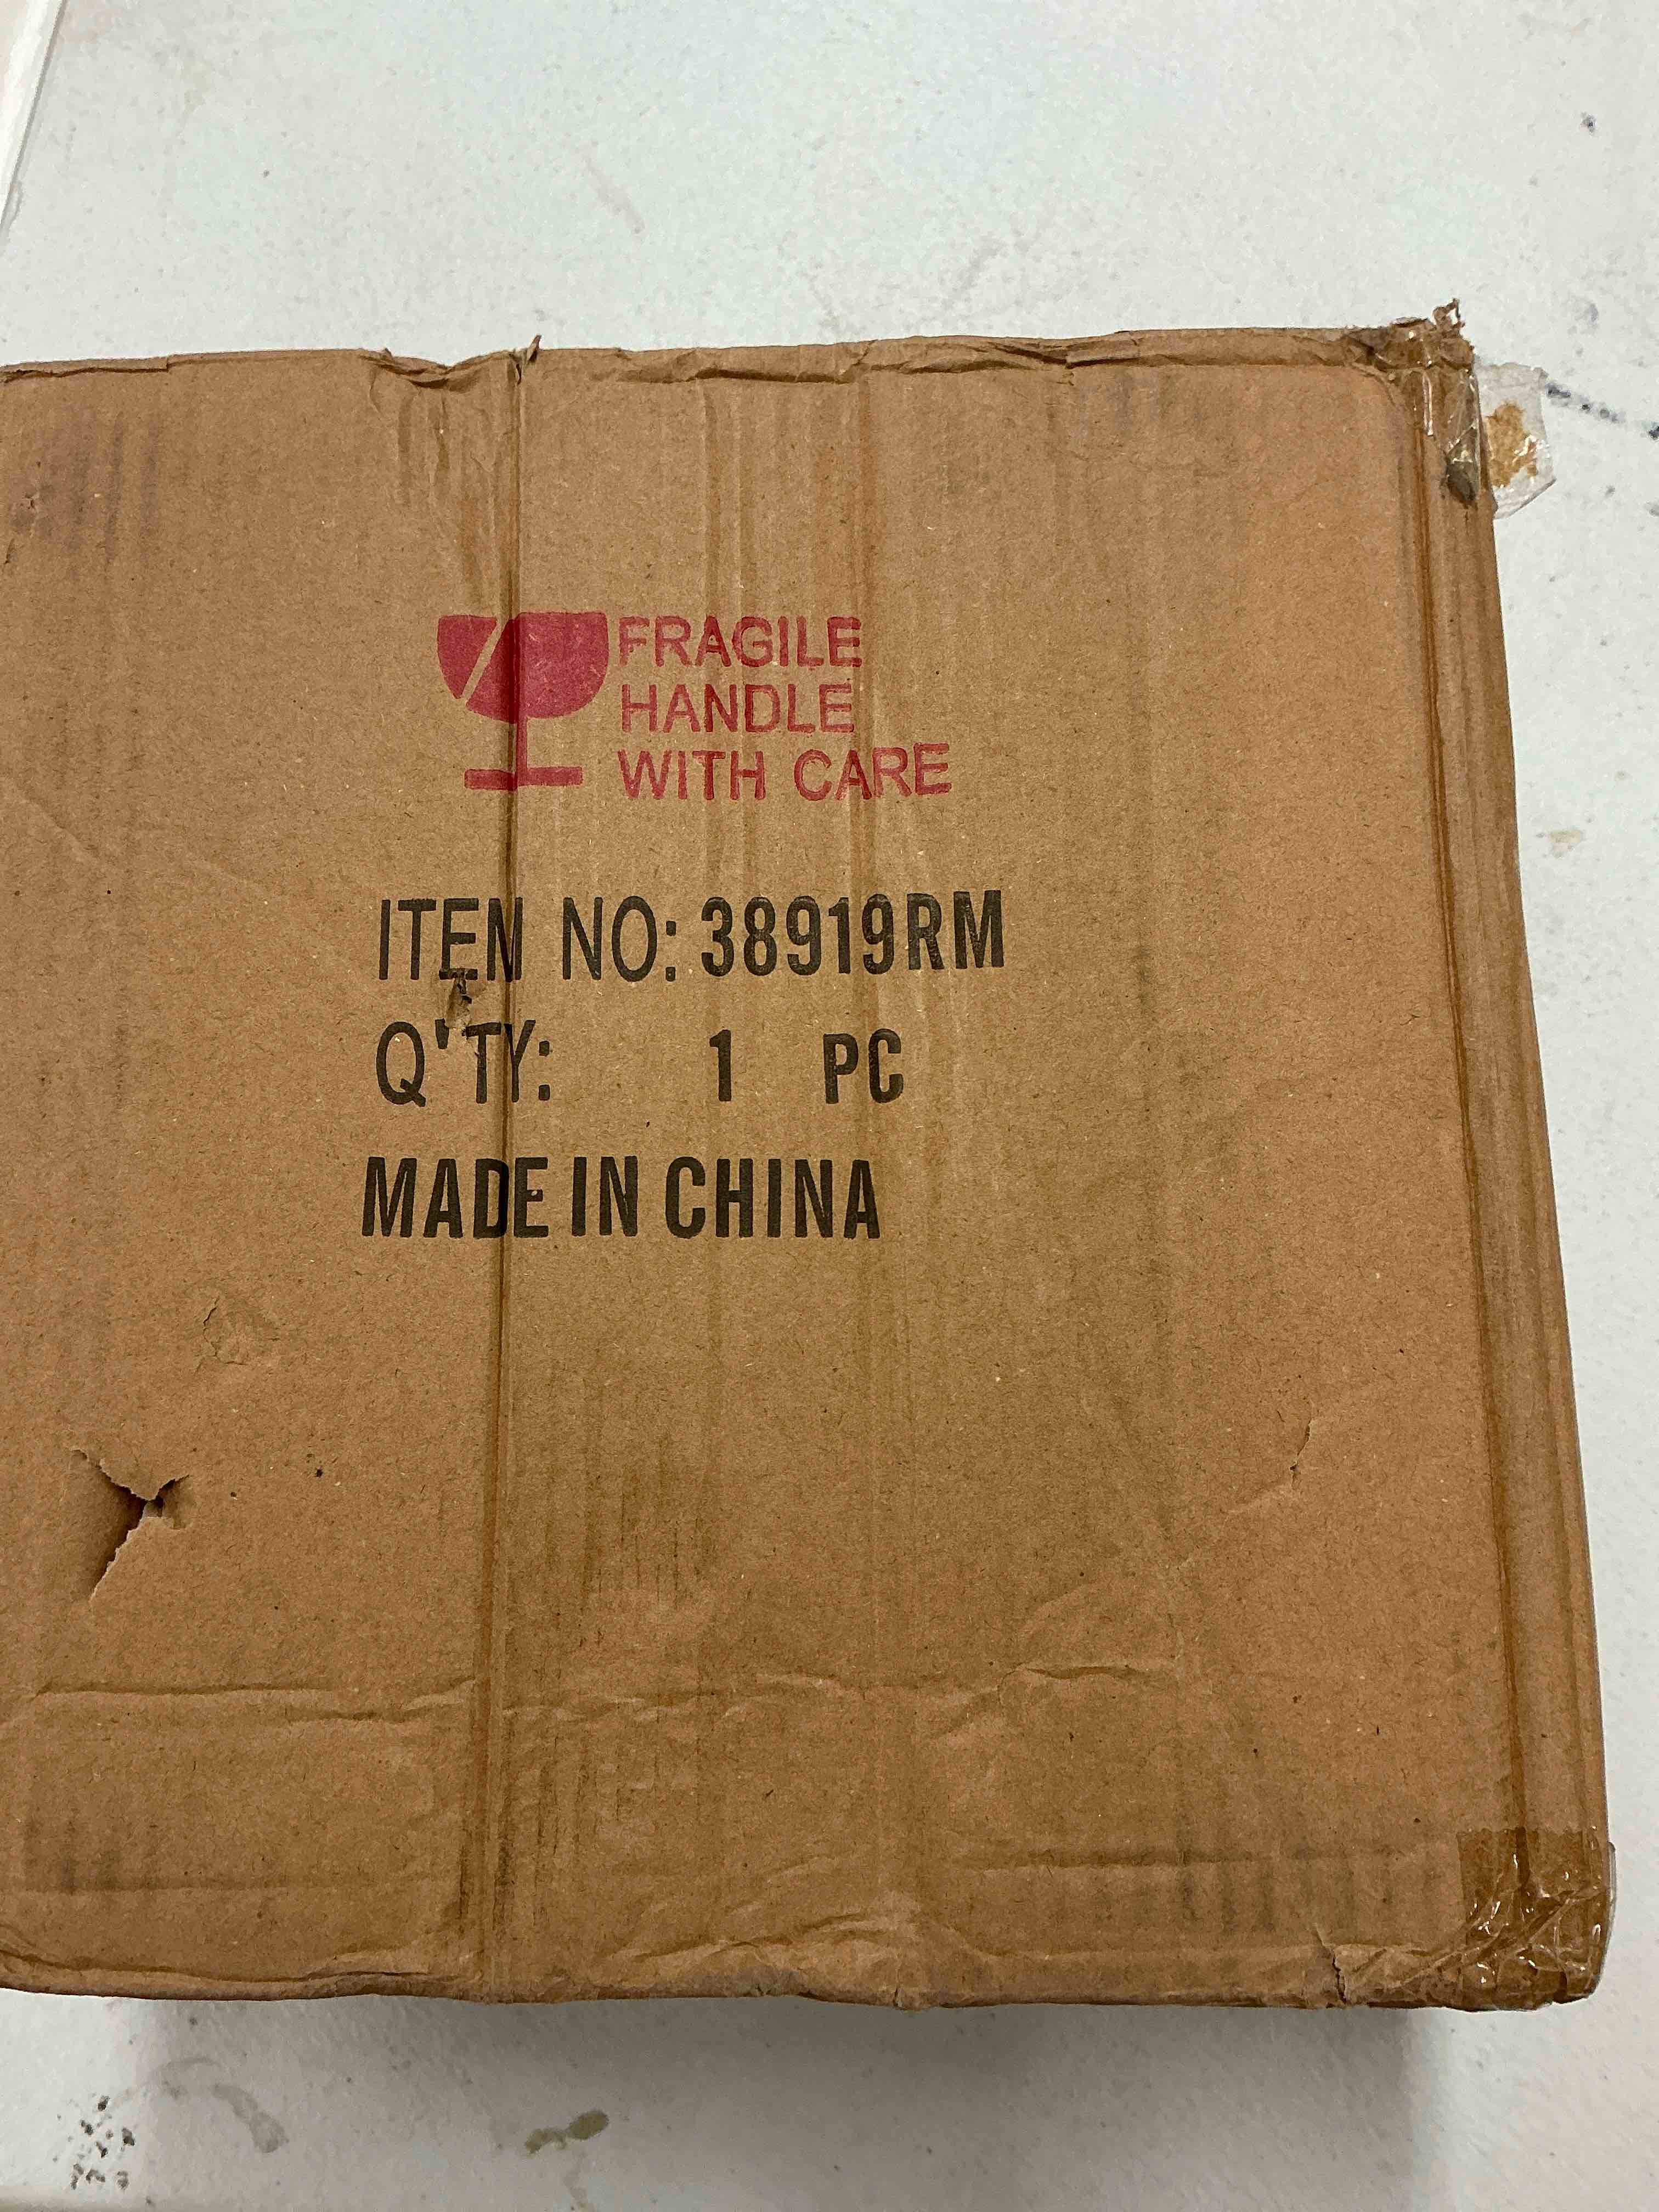 FRAGILE
HANDLE
WITH CARE
ITEM NO: 38919RM
Q'TY: 1 PC
MADE IN CHINA